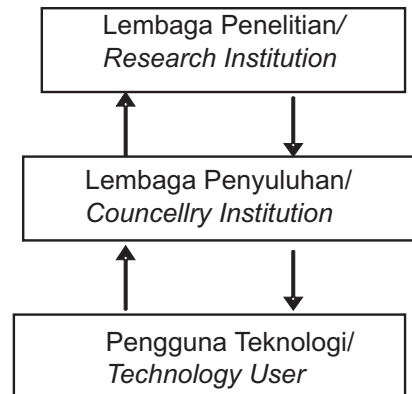 Lembaga Penelitian/
Research Institution
Lembaga Penyuluhan/
Councellry Institution
Pengguna Teknologi/
Technology User